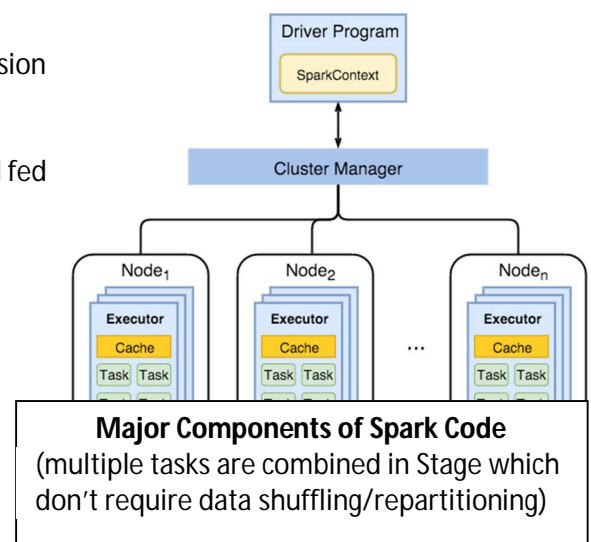 sion
fed
Driver Program
SparkContext
Cluster Manager
Node1 Node2 Noden
Executor Executor Executor
Cache Cache ... Cache
Task Task Task Task Task Task
Major Components of Spark Code
(multiple tasks are combined in Stage which
don't require data shuffling/repartitioning)